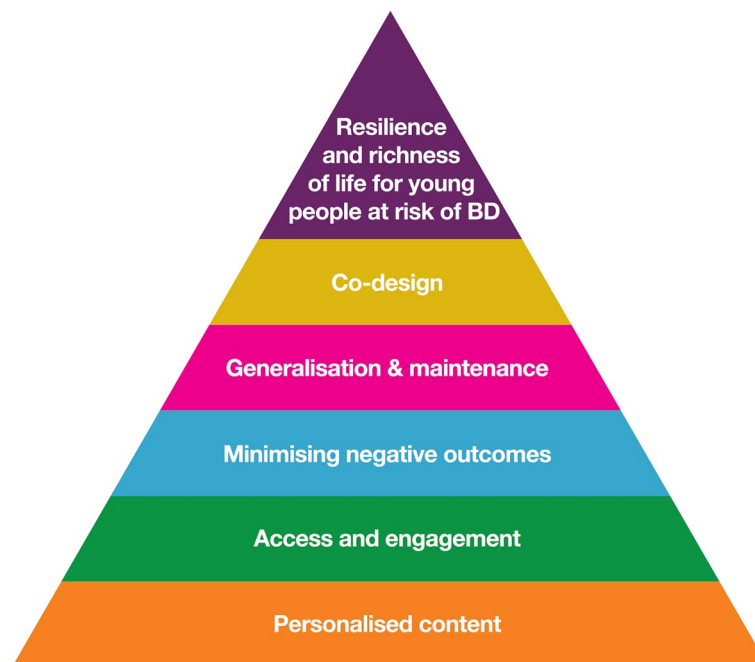 Resilience
and richness
of life for young
people at risk of BD
Co-design
Generalisation & maintenance
Minimising negative outcomes
Access and engagement
Personalised content